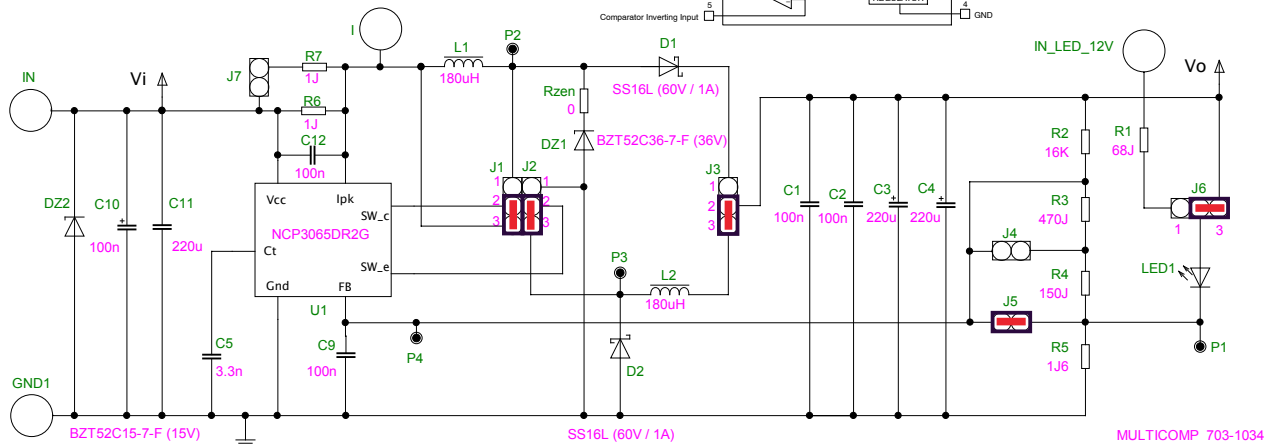 REGULATOR
5
Comparator Inverting Input
4
GND
I
IN_LED_12V
P2
L1
180uH
D1
SS16L (60V / 1A)
Vo
IN
Vi
J7
R7
1J
R6
1J
C12
100n
Rzen
0
DZ1
BZT52C36-7-F (36V)
R2
16K
R1
68J
J1
J2
1
1
2
2
3
3
J3
1
2
3
Vcc
Ipk
SW_c
NCP3065DR2G
Ct
SW_e
Gnd
FB
U1
DZ2
C10
+
100n
C11
220u
C1
100n
C2
100n
C3
+
220u
C4
+
220u
R3
470J
J4
R4
150J
J6
1
3
LED1
P3
L2
180uH
J5
C5
3.3n
C9
100n
P4
D2
R5
1J6
P1
GND1
BZT52C15-7-F (15V)
SS16L (60V / 1A)
MULTICOMP 703-1034